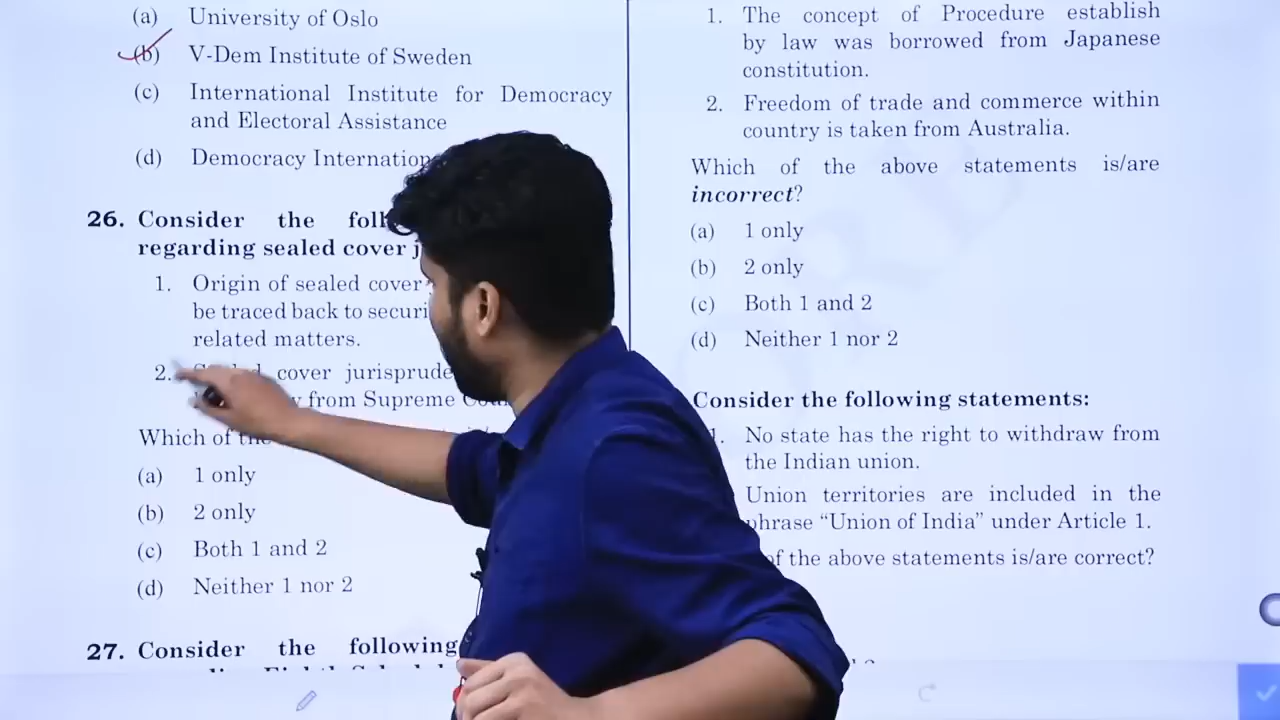 (a) University of Oslo
(b) V-Dem Institute of Sweden
(c) International Institute for Democracy
and Electoral Assistance
(d) Democracy
26. Consider the
regarding sealed cover
1. Origin of sealed cover
be traced back to
related matters.
2. cover
from Supreme
Which of the
(a) 1 only
(b) 2 only
(c) Both 1 and 2
(d) Neither 1 nor 2
27. Consider the following
1. The concept of Procedure establish
by law was borrowed from Japanese
constitution.
2. Freedom of trade and commerce within
country is taken from Australia.
Which of the above statements is/are
incorrect?
(a) 1 only
(b) 2 only
(c) Both 1 and 2
(d) Neither 1 nor 2
Consider the following statements:
1. No state has the right to withdraw from
the Indian union.
Union territories are included in the
phrase “Union of India” under Article 1.
of the above statements is/are correct?